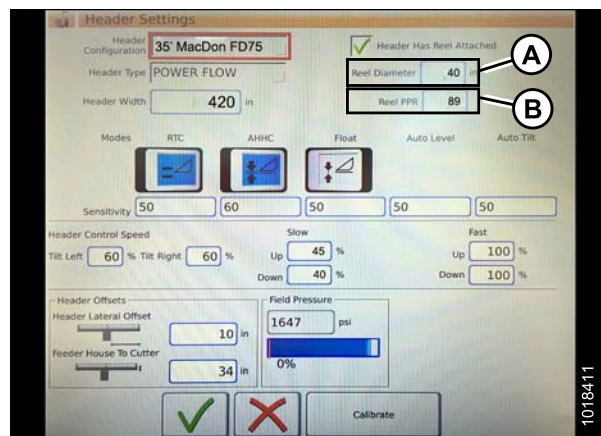 Header Settings
Header Configuration 35' MacDon FD75
Header Has Reel Attached
A
Header Type POWER FLOW
Reel Diameter 40 in
Header Width 420 in
Reel PPR 89
B
Modes RTC AHHC Float Auto Level Auto Tilt
Sensitivity 50 60 50 50 50
Header Control Speed
Slow
Fast
Tilt Left 60 % Tilt Right 60 %
Up 45 %
Up 100 %
Down 40 %
Down 100 %
Header Offsets
Field Pressure
Header Lateral Offset
10 in
1647 psi
Feeder House To Cutter
34 in
0%
Calibrate
1018411